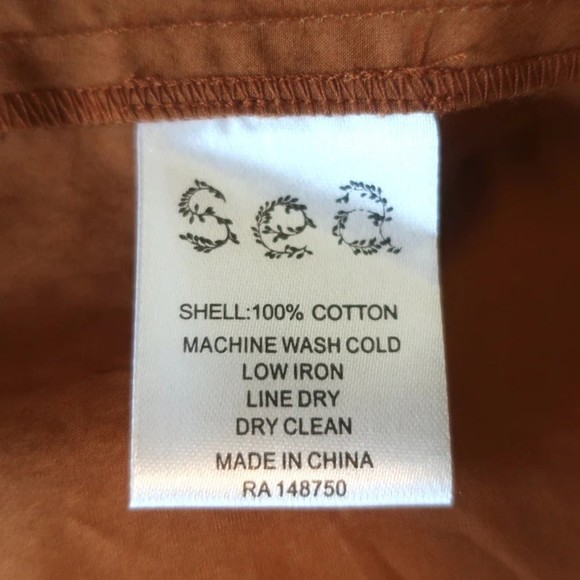 Sea
SHELL:100% COTTON
MACHINE WASH COLD
LOW IRON
LINE DRY
DRY CLEAN
MADE IN CHINA
RA 148750